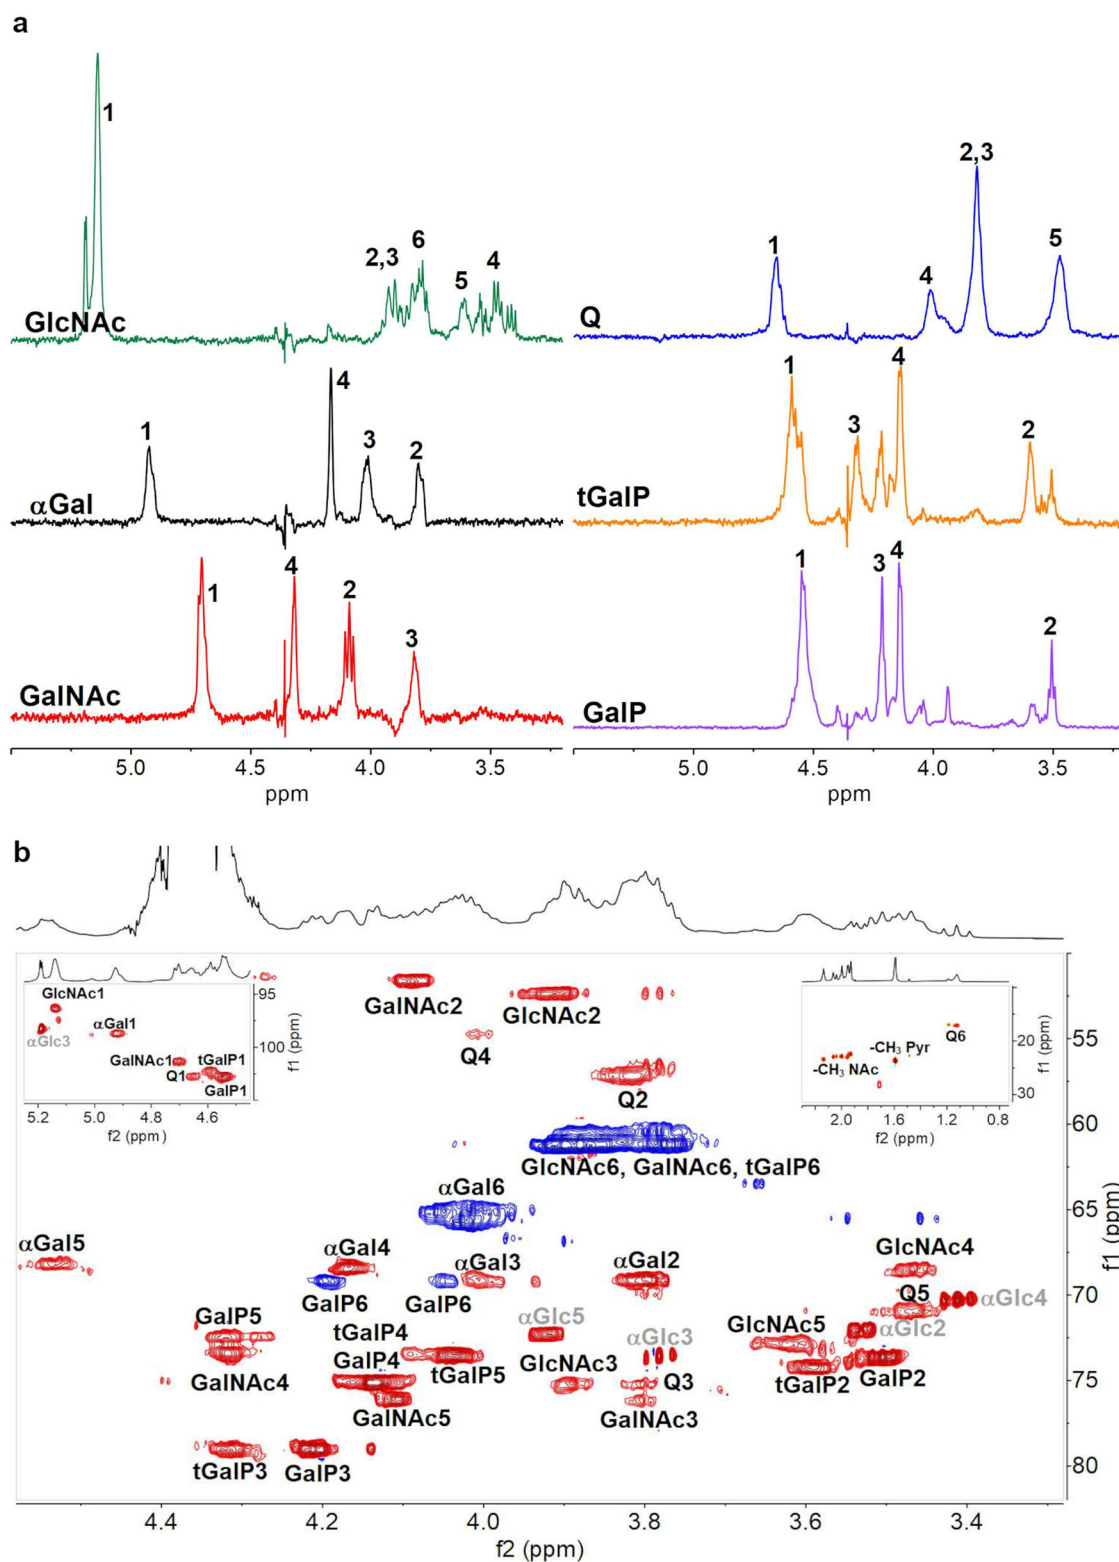 a
1
GlcNAc
2,3
6
5
4
1
4
2,3
5
Q
1
4
3
2
αGal
1
3
4
2
tGalP
1
4
2
3
GalNAc
1
3
4
2
GalP
5.0 4.5 4.0 3.5
ppm
5.0 4.5 4.0 3.5
ppm
b
GlcNAc1
αGal1
αGlc3
GalNAc1
tGalP1
Q1
GalP1
95
100
f1 (ppm)
5.2 5.0 4.8 4.6
f2 (ppm)
Q6
-CH₃ Pyr
-CH₃ NAc
20
30
f1 (ppm)
2.0 1.6 1.2 0.8
f2 (ppm)
GalNAc2
GlcNAc2
Q4
Q2
GlcNAc6, GalNAc6, tGalP6
αGal6
αGal5
αGal4
αGal3
αGal2
GlcNAc4
GalP6
GalP6
Q5
αGlc4
GalP5
tGalP4
αGlc5
αGlc3
GlcNAc5
αGlc2
GalP4
tGalP5
GlcNAc3
Q3
tGalP2
GalP2
GalNAc4
GalNAc5
GalNAc3
tGalP3
GalP3
55
60
65
70
75
80
f1 (ppm)
4.4 4.2 4.0 3.8 3.6 3.4
f2 (ppm)